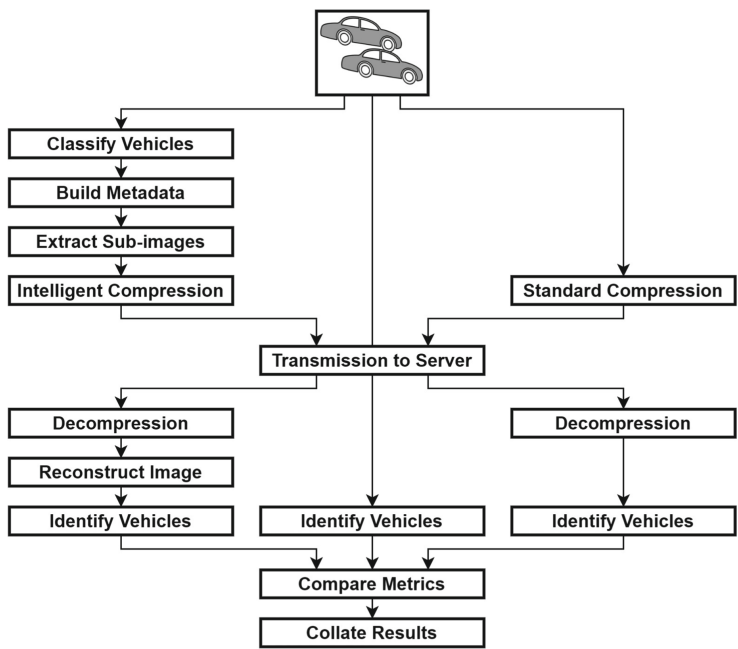 Classify Vehicles
Build Metadata
Extract Sub-images
Intelligent Compression
Standard Compression
Transmission to Server
Decompression
Decompression
Reconstruct Image
Identify Vehicles
Identify Vehicles
Identify Vehicles
Compare Metrics
Collate Results